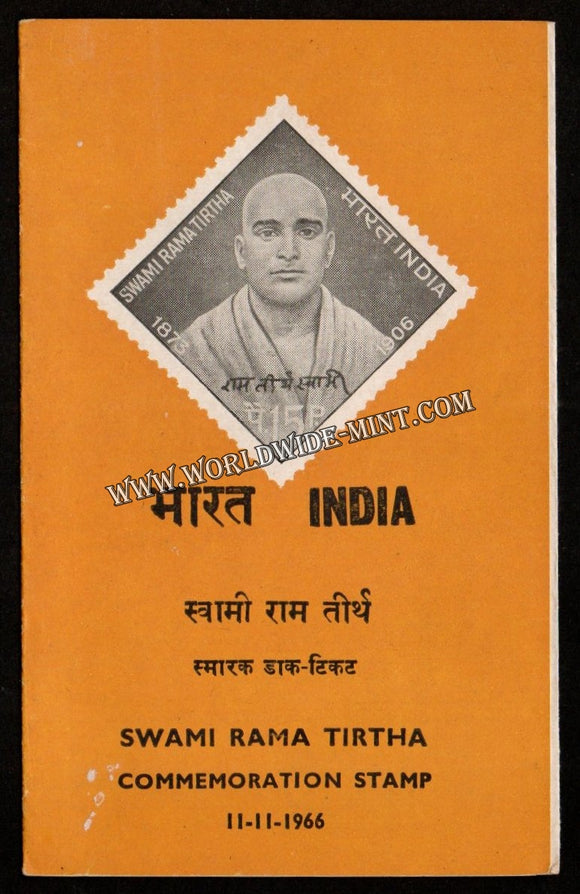 SWAMI RAMA TIRTHA
भारत INDIA
1873
1906
राम तीर्थ स्वामी
पै 15 P
WWW.WORLDWIDE-MINT.COM
भारत INDIA
स्वामी राम तीर्थ
स्मारक डाक-टिकट
SWAMI RAMA TIRTHA
COMMEMORATION STAMP
11-11-1966